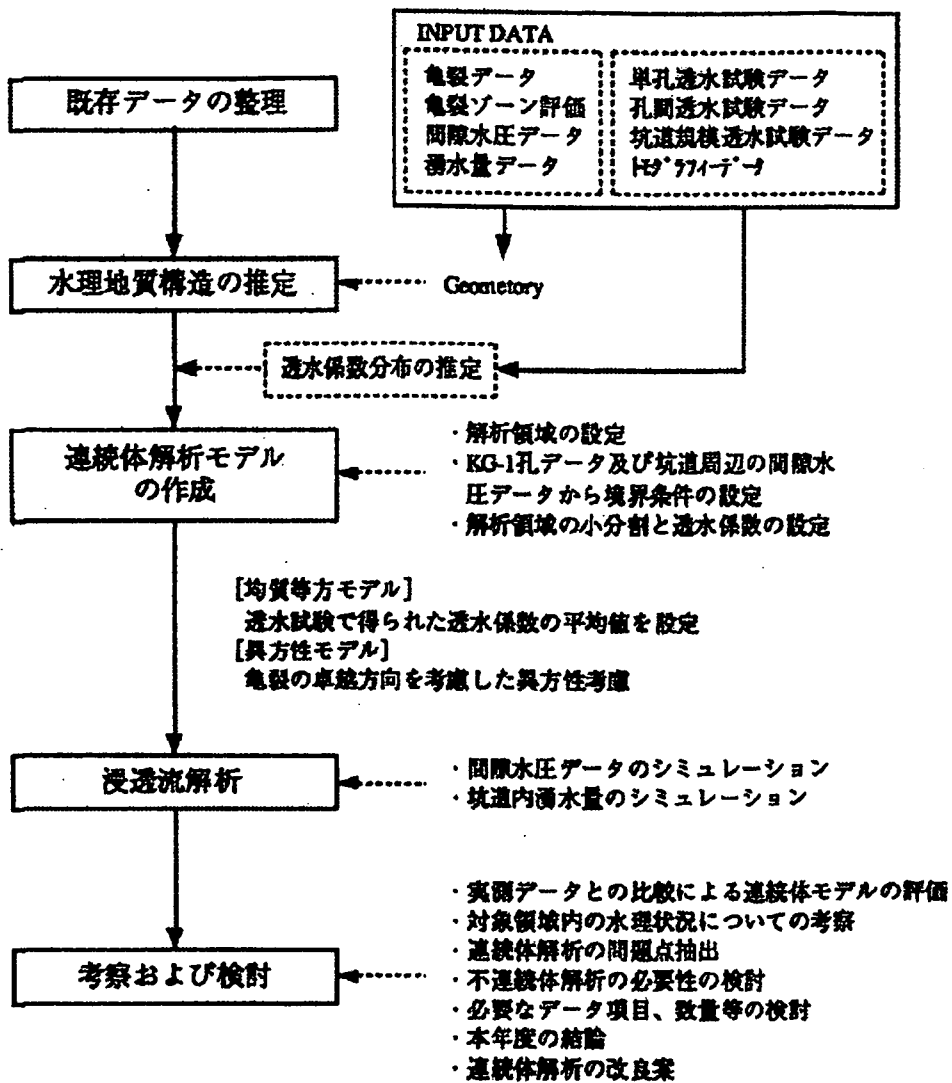 INPUT DATA
亀裂データ
亀裂ゾーン評価
間隙水圧データ
湧水量データ
単孔透水試験データ
孔間透水試験データ
坑道規模透水試験データ
ﾄﾓｸﾞﾗﾌｨｰﾃﾞｰﾀ
既存データの整理
水理地質構造の推定
Geometory
透水係数分布の推定
連続体解析モデル
の作成
・解析領域の設定
・KG-1孔データ及び坑道周辺の間隙水
圧データから境界条件の設定
・解析領域の小分割と透水係数の設定
[均質等方モデル]
透水試験で得られた透水係数の平均値を設定
[異方性モデル]
亀裂の卓越方向を考慮した異方性考慮
浸透流解析
・間隙水圧データのシミュレーション
・坑道内湧水量のシミュレーション
考察および検討
・実測データとの比較による連続体モデルの評価
・対象領域内の水理状況についての考察
・連続体解析の問題点抽出
・不連続体解析の必要性の検討
・必要なデータ項目、数量等の検討
・本年度の結論
・連続体解析の改良案